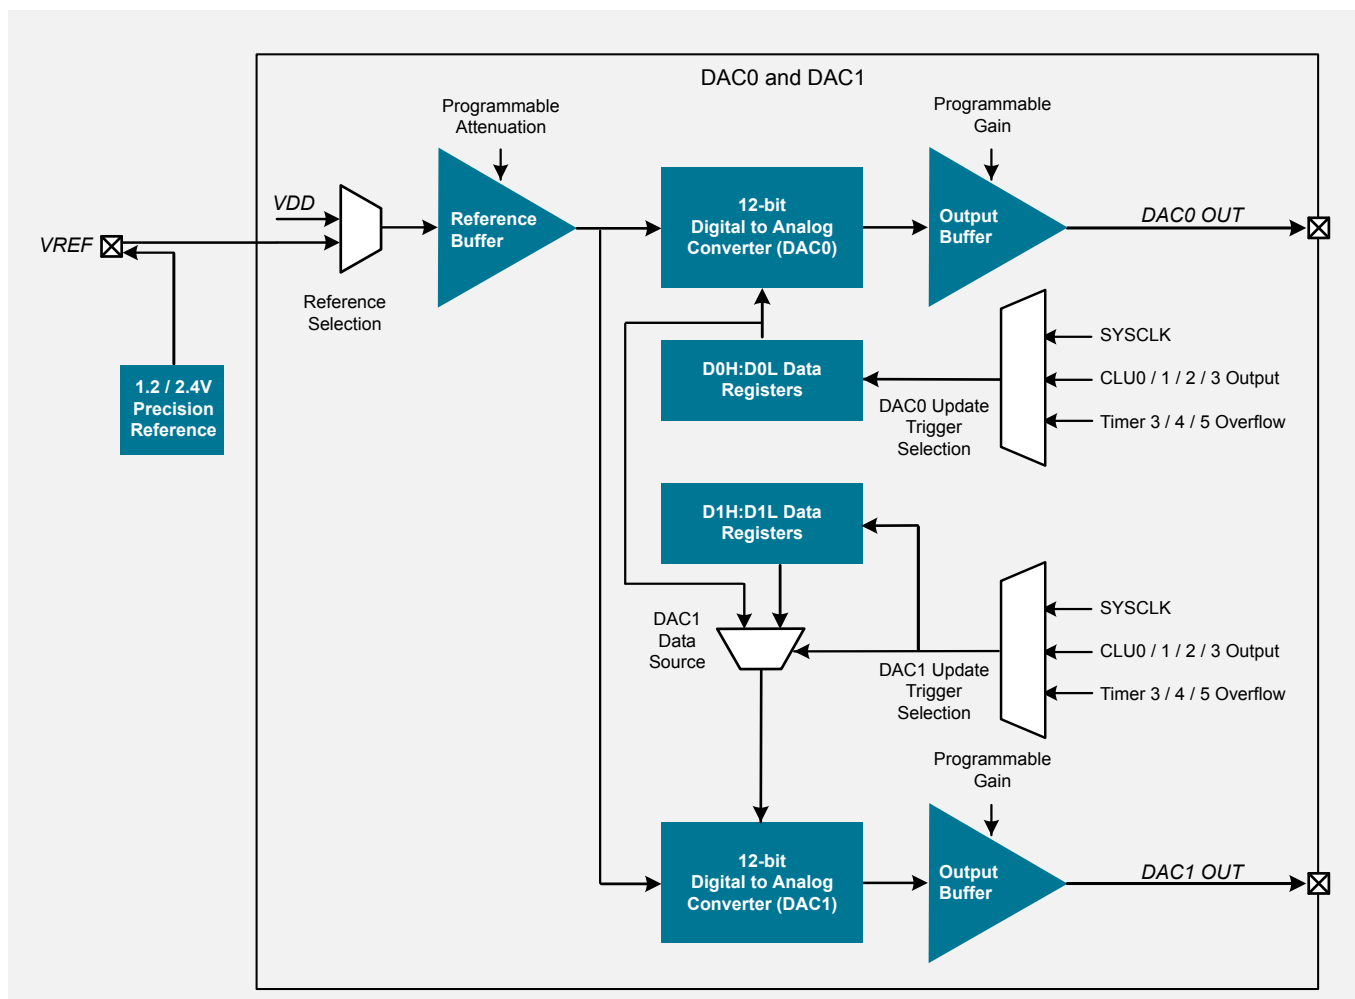 DAC0 and DAC1
Programmable
Attenuation
Programmable
Gain
VDD
VREF
Reference
Buffer
12-bit
Digital to Analog
Converter (DAC0)
Output
Buffer
DAC0 OUT
Reference
Selection
1.2 / 2.4V
Precision
Reference
D0H:D0L Data
Registers
DAC0 Update
Trigger
Selection
SYSCLK
CLU0 / 1 / 2 / 3 Output
Timer 3 / 4 / 5 Overflow
D1H:D1L Data
Registers
DAC1
Data
Source
DAC1 Update
Trigger
Selection
SYSCLK
CLU0 / 1 / 2 / 3 Output
Timer 3 / 4 / 5 Overflow
Programmable
Gain
12-bit
Digital to Analog
Converter (DAC1)
Output
Buffer
DAC1 OUT